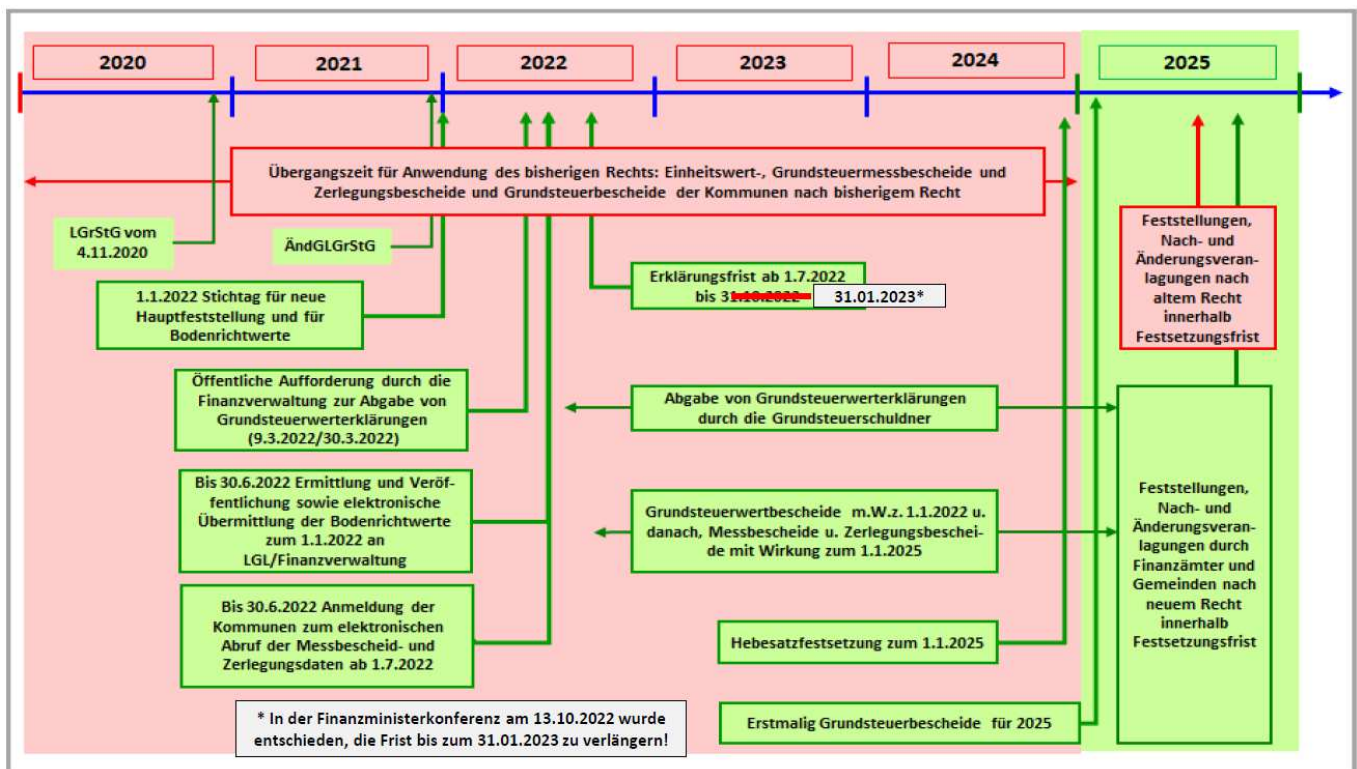 2020
2021
2022
2023
2024
2025
Übergangszeit für Anwendung des bisherigen Rechts: Einheitswert-, Grundsteuermessbescheide und
Zerlegungsbescheide und Grundsteuerbescheide der Kommunen nach bisherigem Recht
LGrStG vom
4.11.2020
ÄndGLGrStG
1.1.2022 Stichtag für neue
Hauptfeststellung und für
Bodenrichtwerte
Erklärungsfrist ab 1.7.2022
bis 31.10.2022
31.01.2023*
Feststellungen,
Nach- und
Änderungsveran-
lagungen nach
altem Recht
innerhalb
Festsetzungsfrist
Öffentliche Aufforderung durch die
Finanzverwaltung zur Abgabe von
Grundsteuerwerterklärungen
(9.3.2022/30.3.2022)
Abgabe von Grundsteuerwerterklärungen
durch die Grundsteuerschuldner
Bis 30.6.2022 Ermittlung und Veröf-
fentlichung sowie elektronische
Übermittlung der Bodenrichtwerte
zum 1.1.2022 an
LGL/Finanzverwaltung
Grundsteuerwertbescheide m.W.z. 1.1.2022 u.
danach, Messbescheide u. Zerlegungsbeschei-
de mit Wirkung zum 1.1.2025
Feststellungen,
Nach- und
Änderungsveran-
lagungen durch
Finanzämter und
Gemeinden nach
neuem Recht
innerhalb
Festsetzungsfrist
Bis 30.6.2022 Anmeldung der
Kommunen zum elektronischen
Abruf der Messbescheid- und
Zerlegungsdaten ab 1.7.2022
Hebesatzfestsetzung zum 1.1.2025
Erstmalig Grundsteuerbescheide für 2025
* In der Finanzministerkonferenz am 13.10.2022 wurde
entschieden, die Frist bis zum 31.01.2023 zu verlängern!